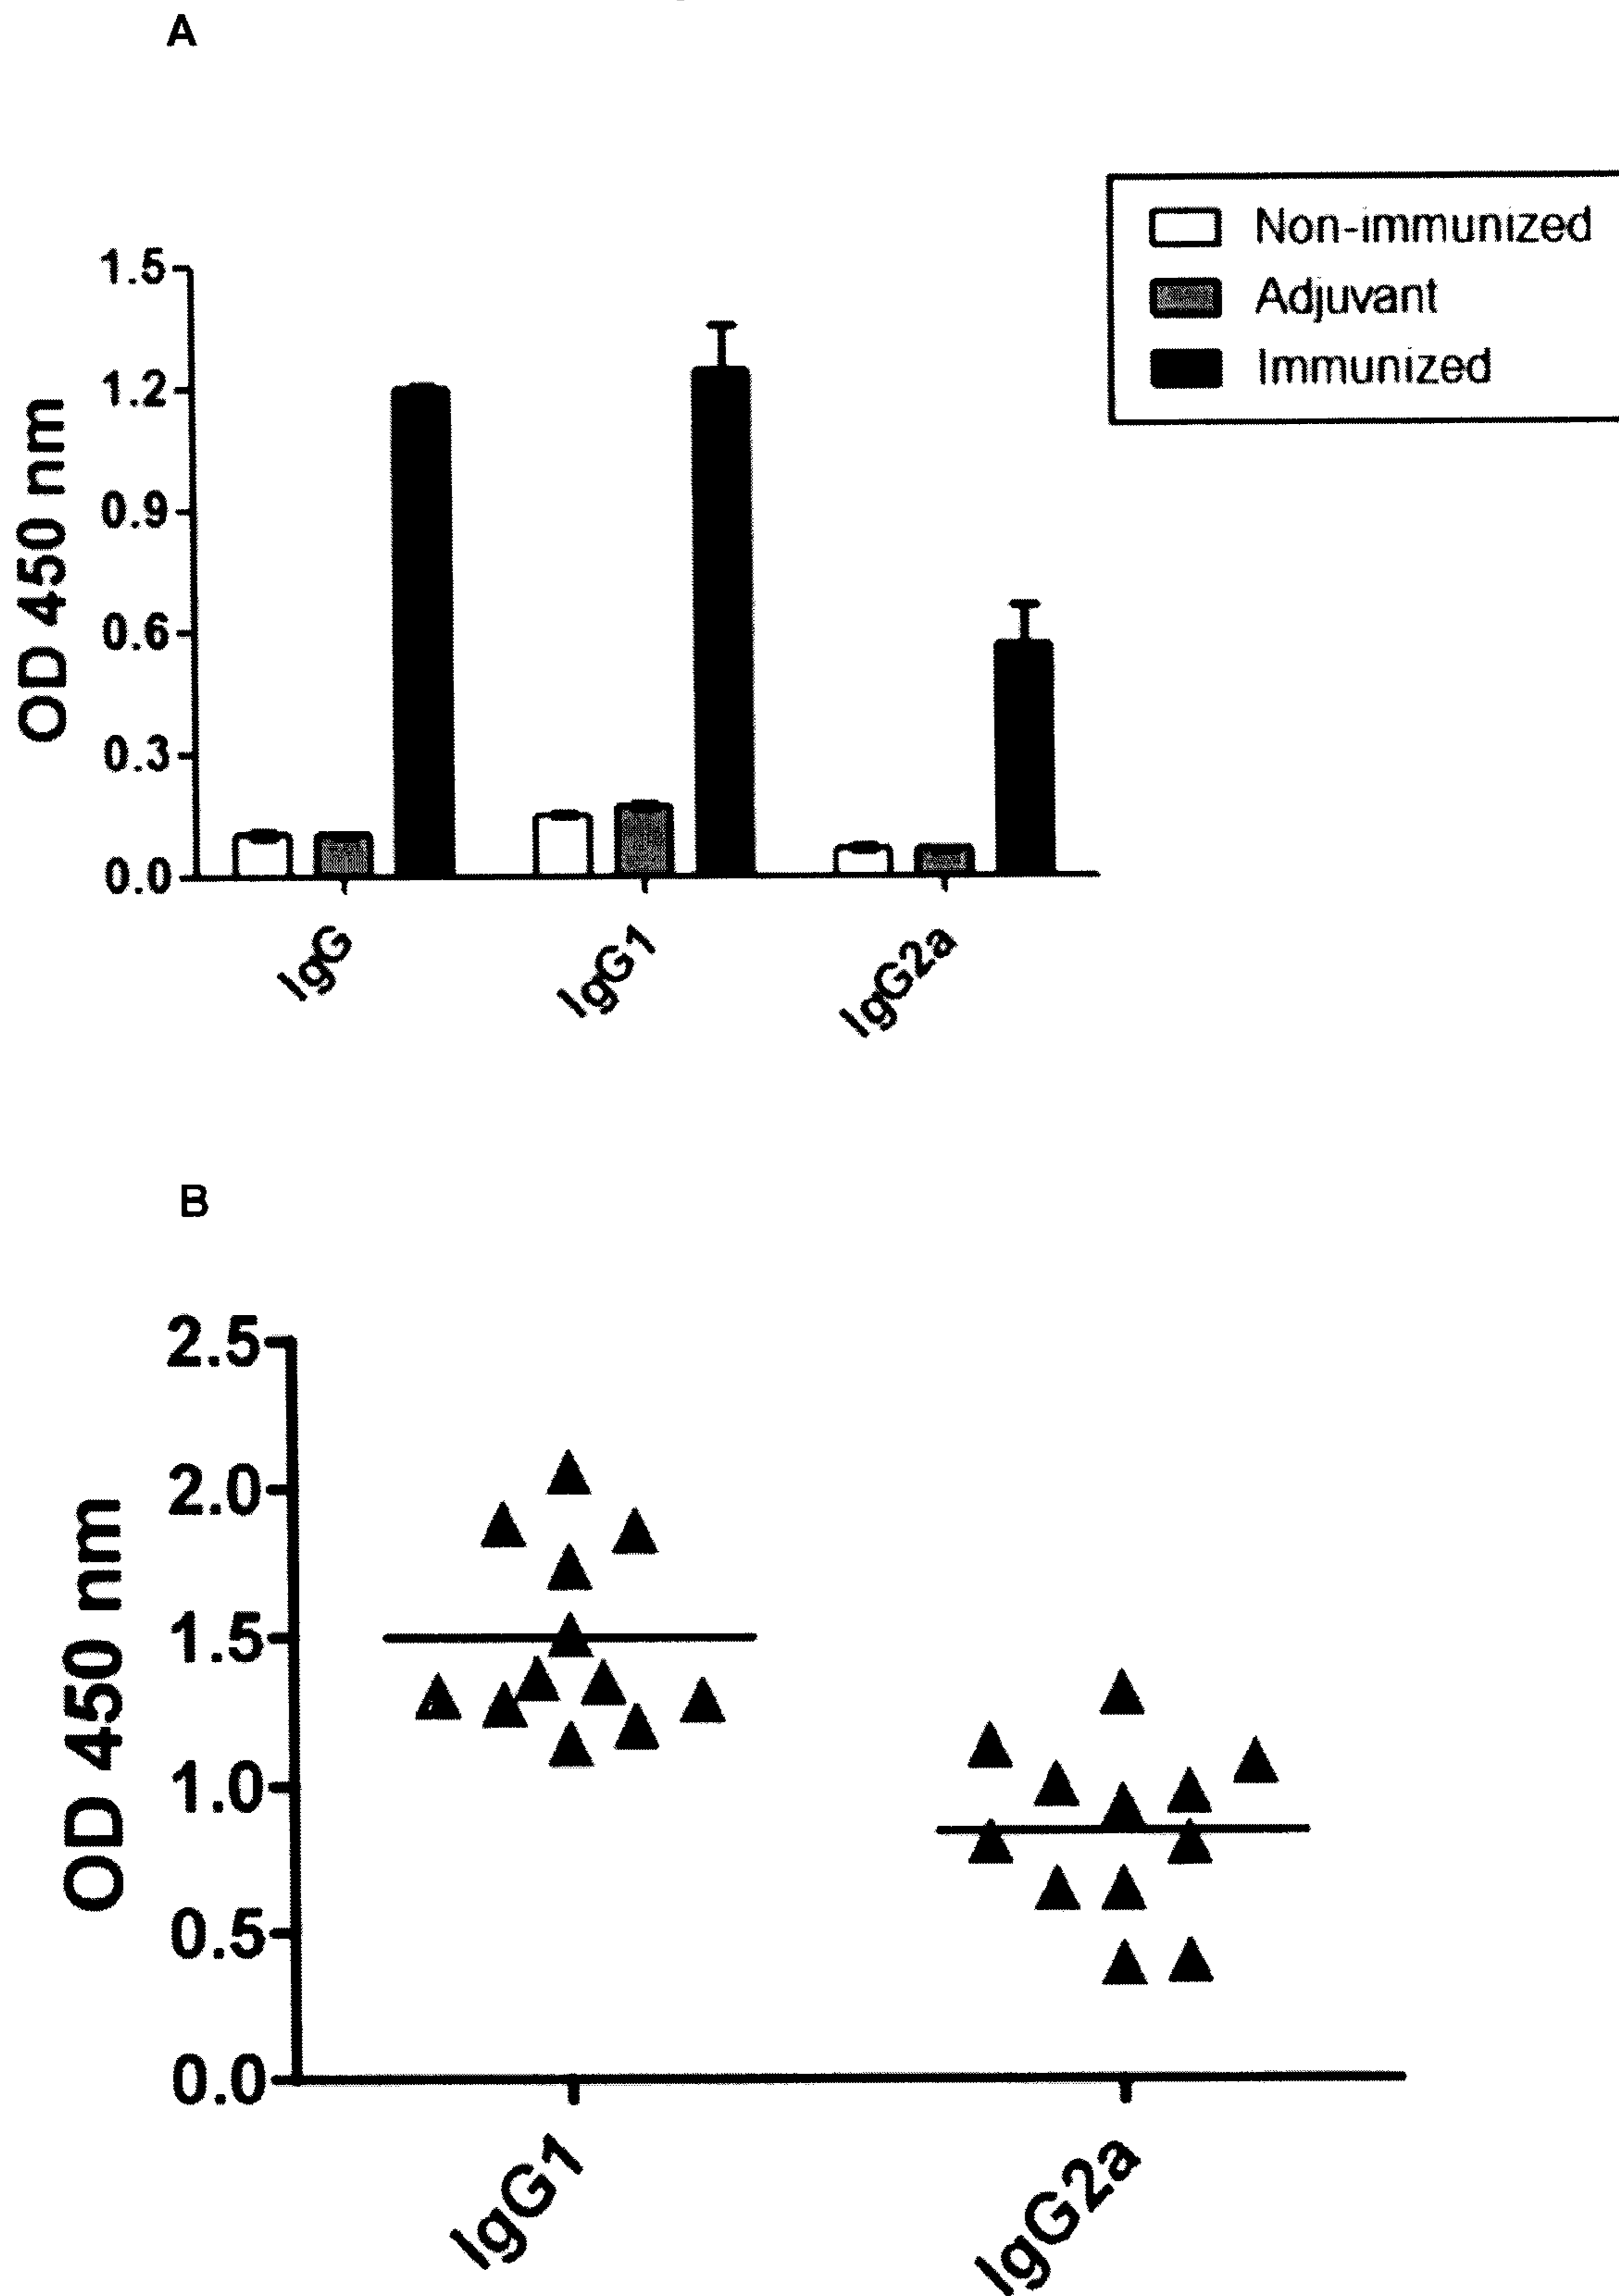 A
Non-immunized
Adjuvant
Immunized
1.5
1.2
0.9
0.6
0.3
0.0
OD 450 nm
IgG
IgG1
IgG2a
B
2.5
2.0
1.5
1.0
0.5
0.0
OD 450 nm
IgG1
IgG2a